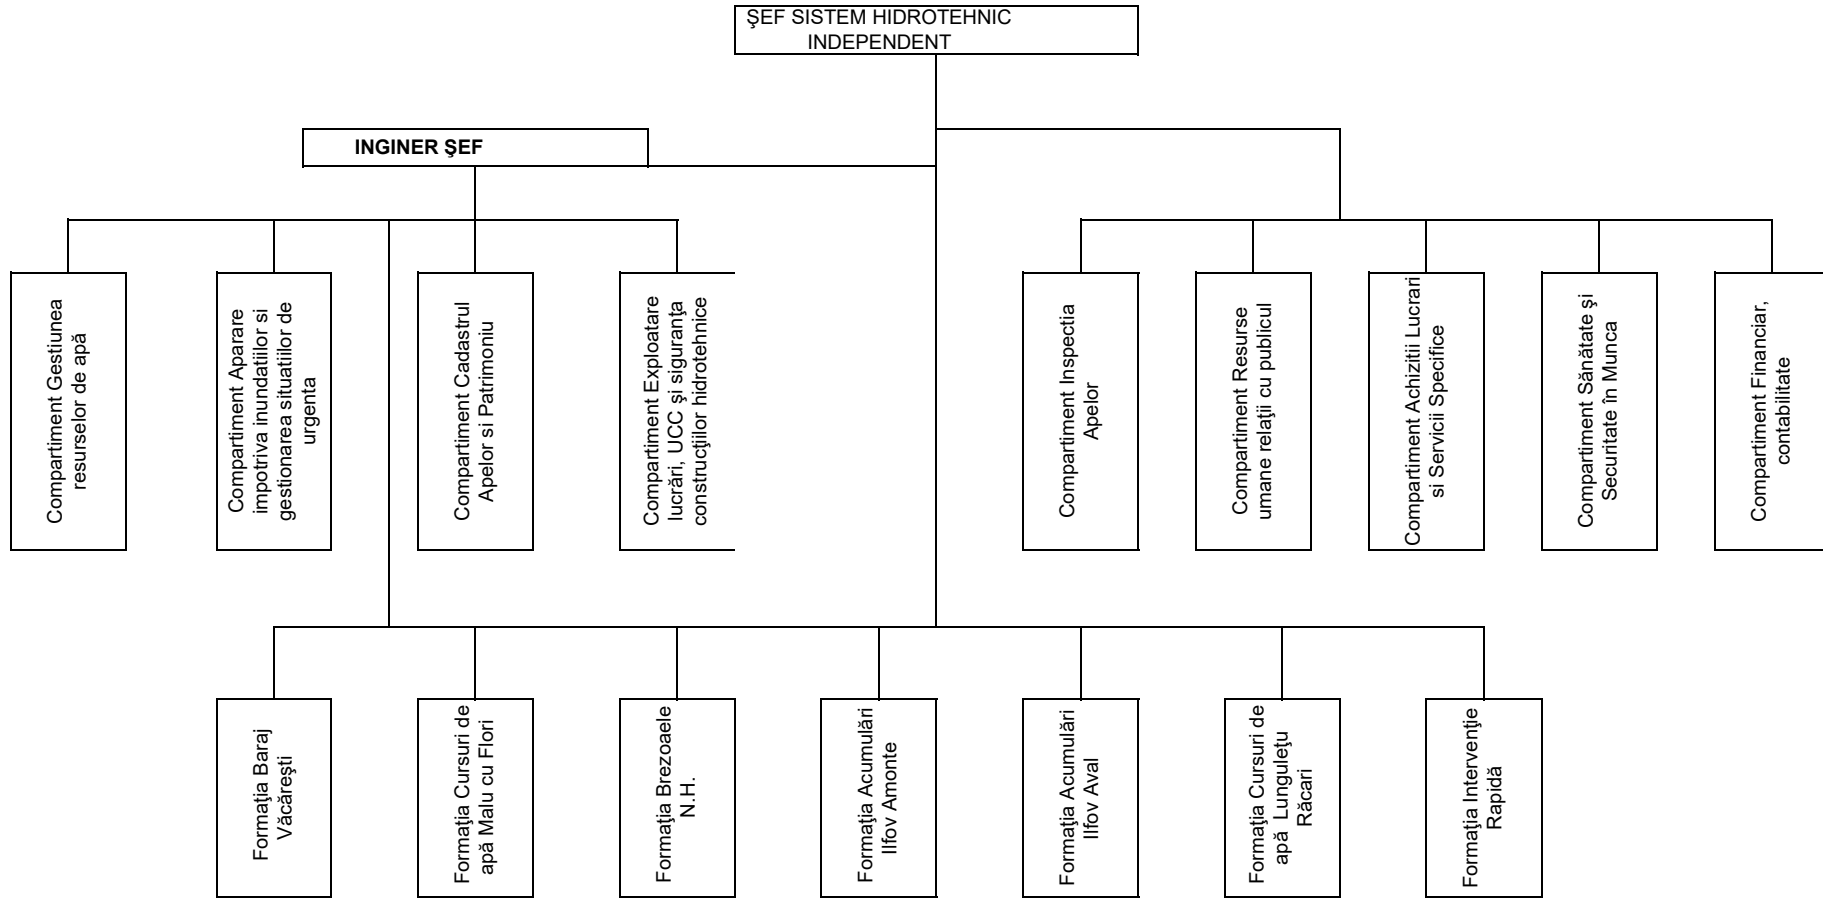 ŞEF SISTEM HIDROTEHNIC
INDEPENDENT
INGINER ŞEF
Compartiment Gestiunea
resurselor de apă
Compartiment Aparare
impotriva inundatiilor si
gestionarea situatiilor de
urgenta
Compartiment Cadastrul
Apelor si Patrimoniu
Compartiment Exploatare
lucrări, UCC şi siguranţa
construcţiilor hidrotehnice
Compartiment Inspectia
Apelor
Compartiment Resurse
umane relaţii cu publicul
Compartiment Achizitii Lucrari
si Servicii Specifice
Compartiment Sănătate şi
Securitate în Munca
Compartiment Financiar,
contabilitate
Formaţia Baraj
Văcăreşti
Formaţia Cursuri de
apă Malu cu Flori
Formaţia Brezoaele
N.H.
Formaţia Acumulări
Ilfov Amonte
Formaţia Acumulări
Ilfov Aval
Formaţia Cursuri de
apă Lunguleţu
Răcari
Formaţia Intervenţie
Rapidă